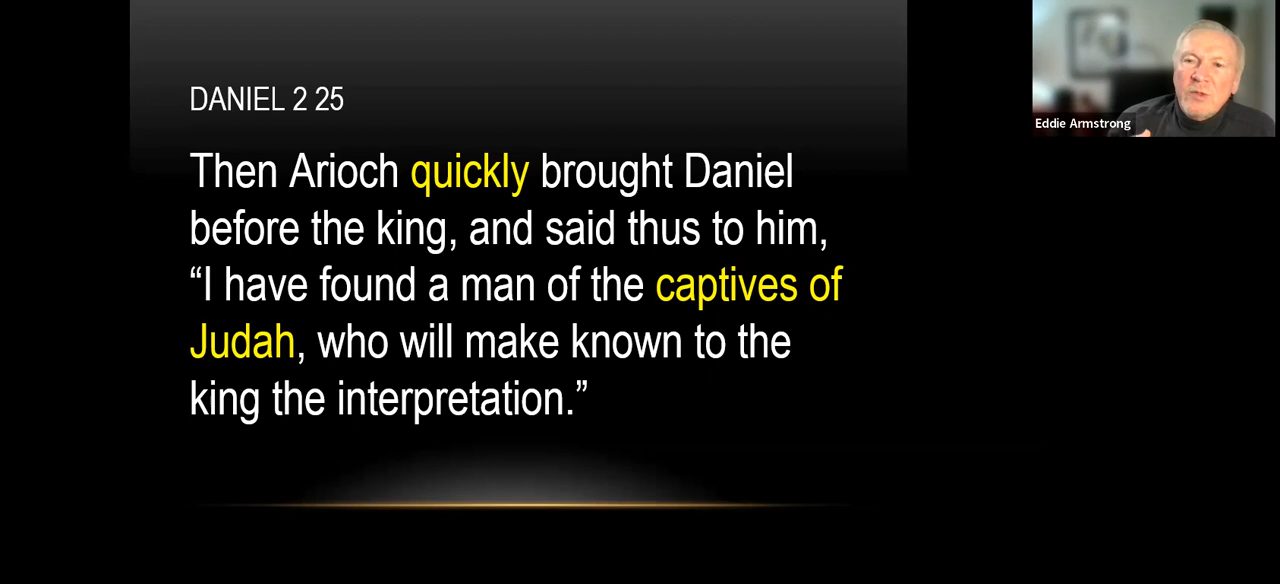 DANIEL 2 25
Then Arioch quickly brought Daniel
before the king, and said thus to him,
“I have found a man of the captives of
Judah, who will make known to the
king the interpretation.”
Eddie Armstrong